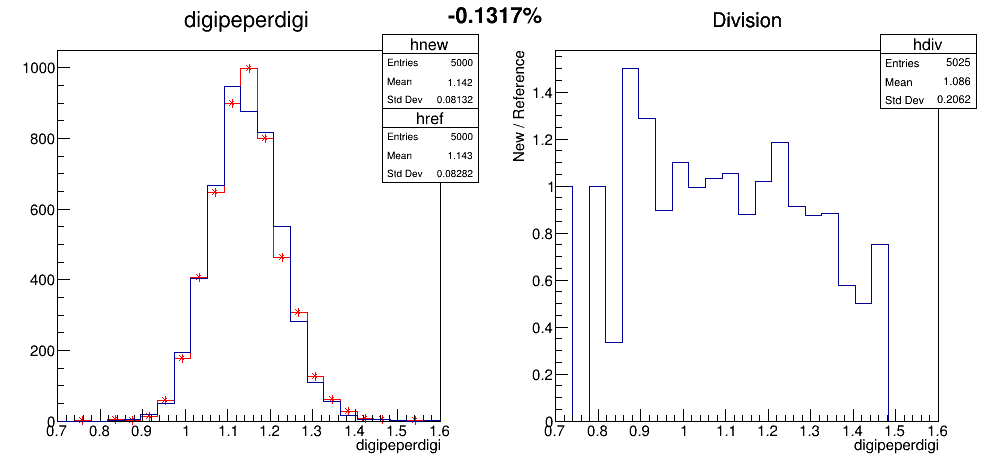 -0.1317%
digipeperdigi
hnew
Entries 5000
Mean 1.142
Std Dev 0.08132
href
Entries 5000
Mean 1.143
Std Dev 0.08282
1000
800
600
400
200
0
0.7 0.8 0.9 1 1.1 1.2 1.3 1.4 1.5 1.6
digipeperdigi
Division
hdiv
Entries 5025
Mean 1.086
Std Dev 0.2062
New / Reference
1.4
1.2
1
0.8
0.6
0.4
0.2
0
0.7 0.8 0.9 1 1.1 1.2 1.3 1.4 1.5 1.6
digipeperdigi